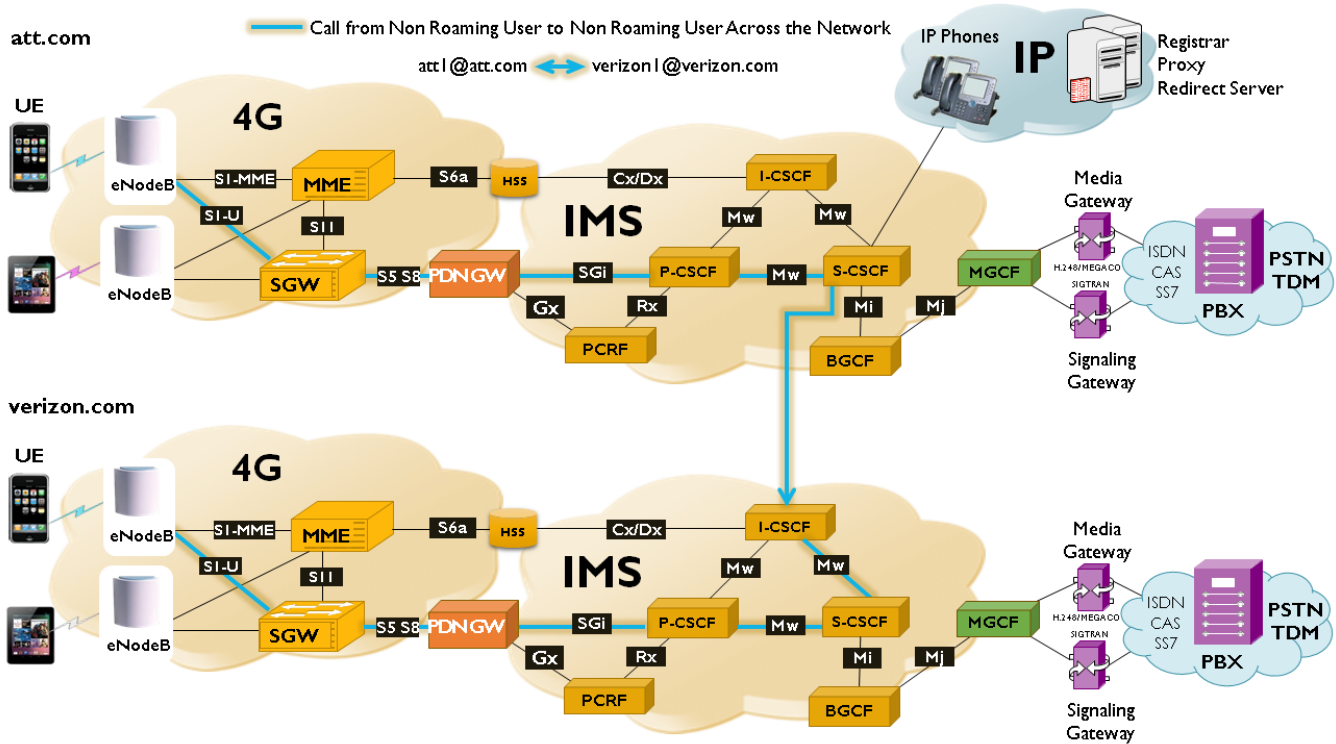 att.com
Call from Non Roaming User to Non Roaming User Across the Network
att1@att.com
verizon1@verizon.com
IP Phones
IP
Registrar
Proxy
Redirect Server
UE
4G
eNodeB
S1-MME
MME
S6a
HSS
Cx/Dx
I-CSCF
S1-U
S11
IMS
Mw
Mw
eNodeB
SGW
S5 S8
PDN GW
SGi
P-CSCF
Mw
S-CSCF
MGCF
Gx
Rx
Mi
Mj
PCRF
BGCF
Media
Gateway
H.248/MEGACO
SIGTRAN
Signaling
Gateway
ISDN
CAS
SS7
PBX
PSTN
TDM
verizon.com
UE
4G
eNodeB
S1-MME
MME
S6a
HSS
Cx/Dx
I-CSCF
S1-U
S11
IMS
Mw
Mw
eNodeB
SGW
S5 S8
PDN GW
SGi
P-CSCF
Mw
S-CSCF
MGCF
Gx
Rx
Mi
Mj
PCRF
BGCF
Media
Gateway
H.248/MEGACO
SIGTRAN
Signaling
Gateway
ISDN
CAS
SS7
PBX
PSTN
TDM